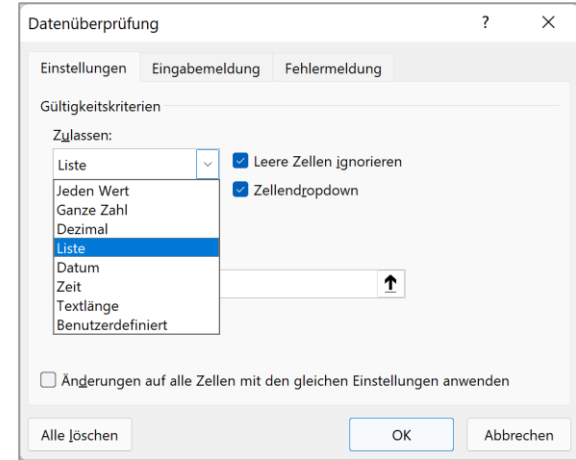 Datenüberprüfung ? ×
Einstellungen Eingabemeldung Fehlermeldung
Gültigkeitskriterien
Zulassen:
Liste Leere Zellen ignorieren
Jeden Wert Zellendropdown
Ganze Zahl
Dezimal
Liste
Datum
Zeit
Textlänge
Benutzerdefiniert
Änderungen auf alle Zellen mit den gleichen Einstellungen anwenden
Alle löschen OK Abbrechen